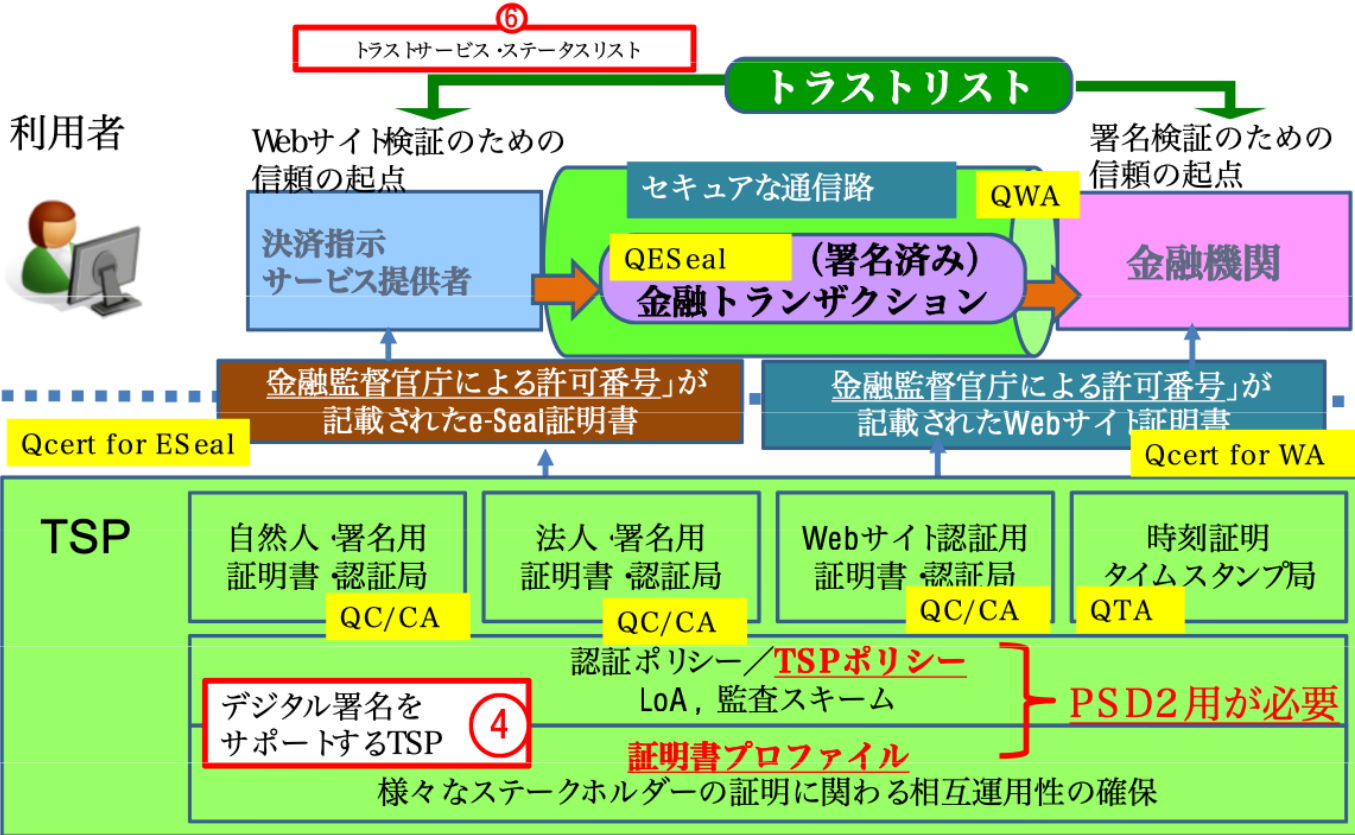 ⑥
トラストサービス・ステータスリスト
トラストリスト
利用者
Webサイト検証のための
信頼の起点
署名検証のための
信頼の起点
セキュアな通信路
QWA
決済指示
サービス提供者
QESeal
（署名済み）
金融トランザクション
金融機関
「金融監督官庁による許可番号」が
記載されたe-Seal証明書
「金融監督官庁による許可番号」が
記載されたWebサイト証明書
Qcert for ESeal
Qcert for WA
TSP
自然人・署名用
証明書・認証局
QC/CA
法人・署名用
証明書・認証局
QC/CA
Webサイト認証用
証明書・認証局
QC/CA
時刻証明
タイムスタンプ局
QTA
認証ポリシー／TSPポリシー
LoA，監査スキーム
PSD2用が必要
デジタル署名を
サポートするTSP
④
証明書プロファイル
様々なステークホルダーの証明に関わる相互運用性の確保